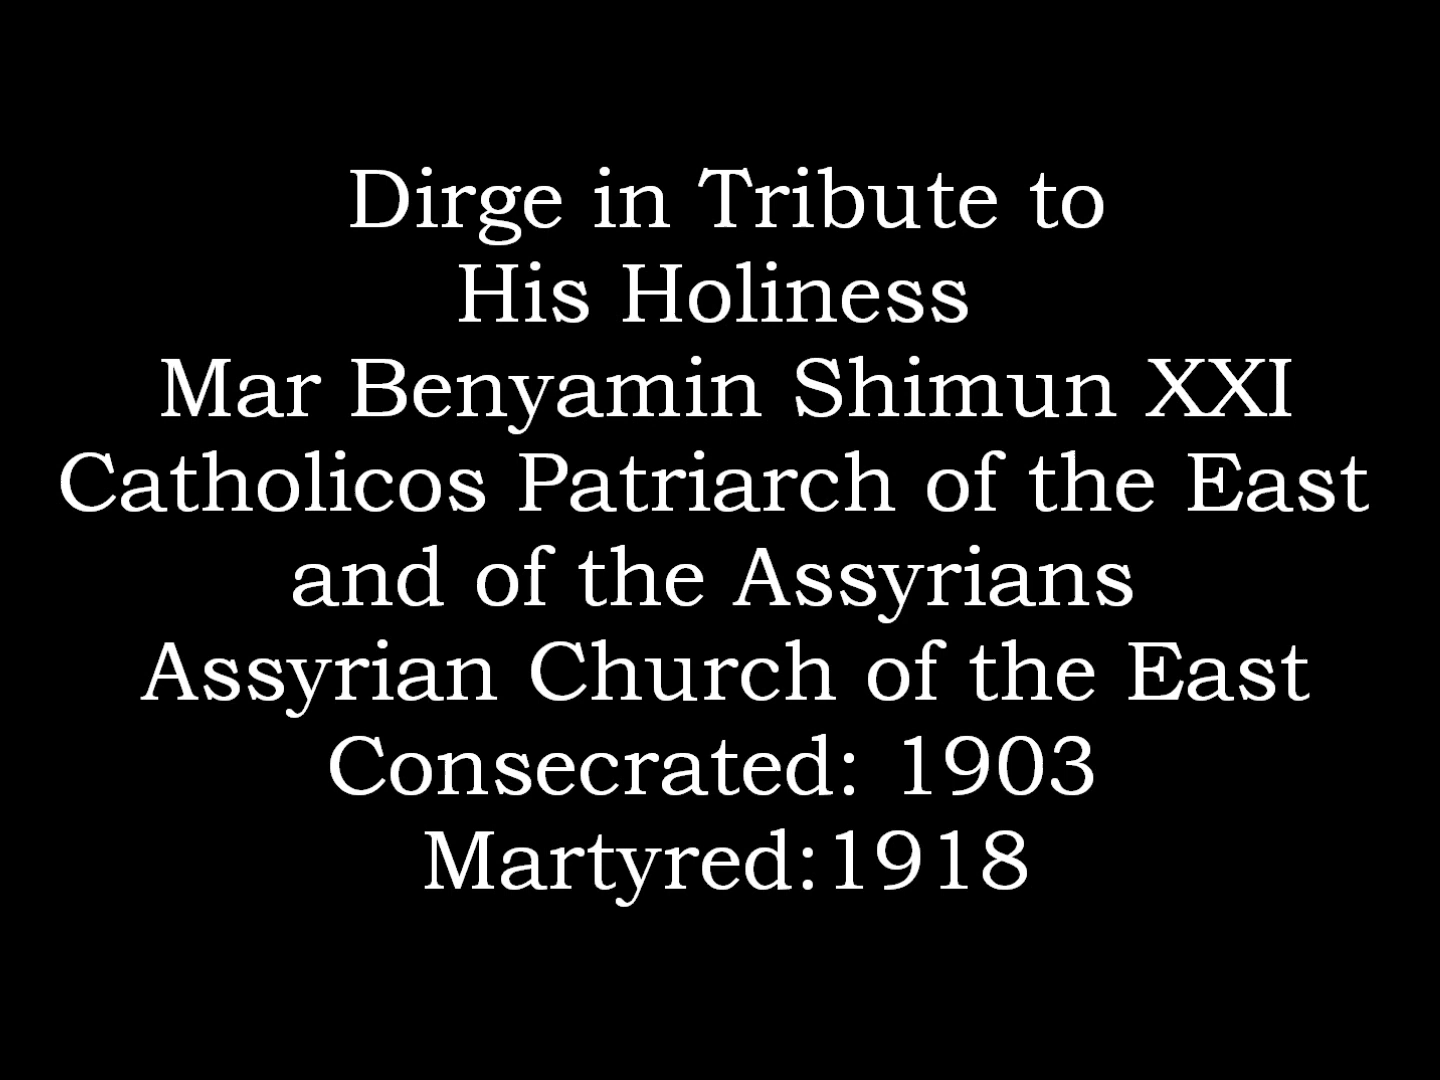 Dirge in Tribute to
His Holiness
Mar Benyamin Shimun XXI
Catholicos Patriarch of the East
and of the Assyrians
Assyrian Church of the East
Consecrated: 1903
Martyred:1918